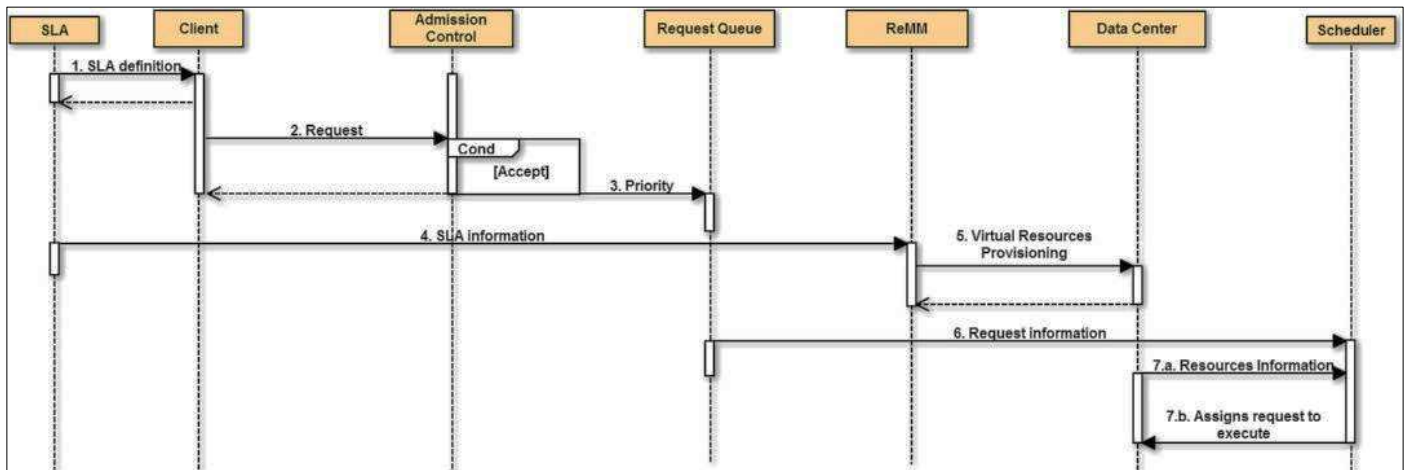 SLA
Client
Admission
Control
Request Queue
ReMM
Data Center
Scheduler
1. SLA definition
2. Request
Cond
[Accept]
3. Priority
4. SLA information
5. Virtual Resources
Provisioning
6. Request information
7.a. Resources Information
7.b. Assigns request to
execute